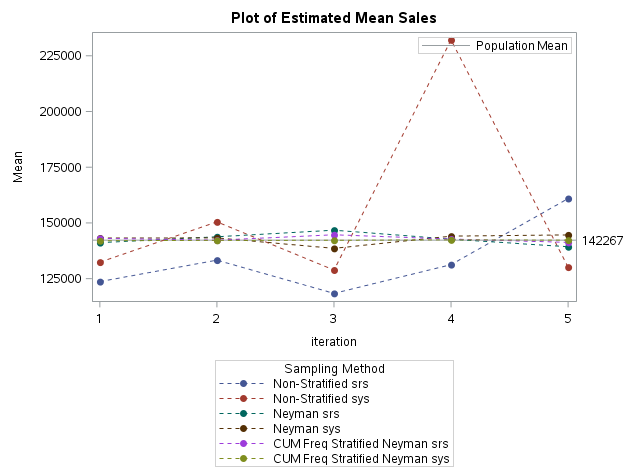 Plot of Estimated Mean Sales
Population Mean
225000
200000
175000
150000
125000
Mean
142267
1 2 3 4 5
iteration
Sampling Method
Non-Stratified srs
Non-Stratified sys
Neyman srs
Neyman sys
CUM Freq Stratified Neyman srs
CUM Freq Stratified Neyman sys